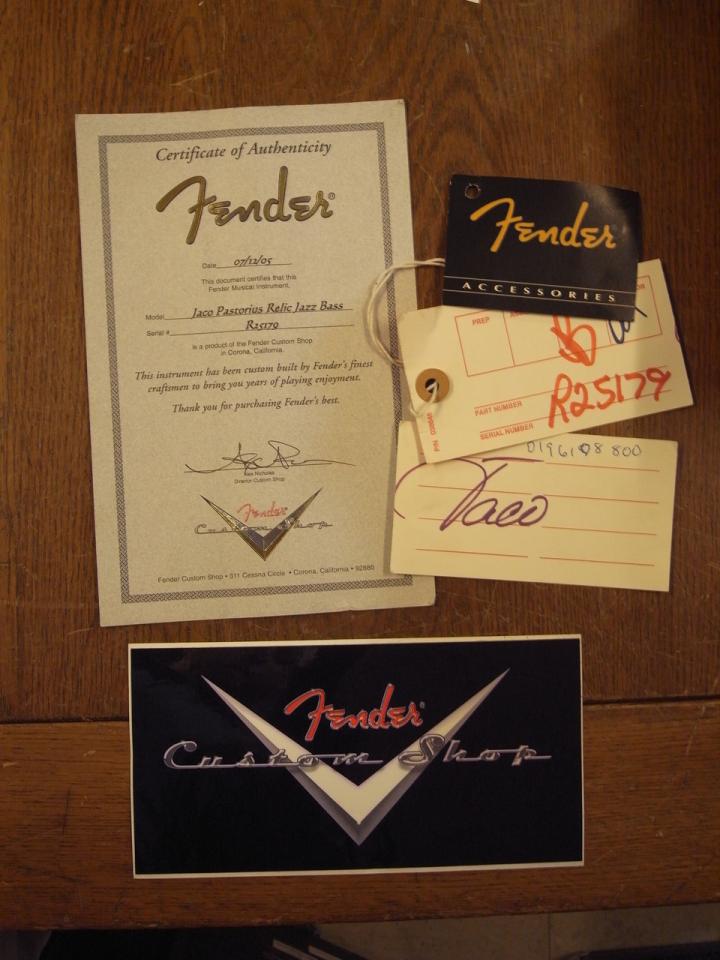 Certificate of Authenticity
Fender®
Date 07/12/05
This document certifies that this
Fender Musical Instrument,
Model Jaco Pastorius Relic Jazz Bass
Serial # R25179
is a product of the Fender Custom Shop
in Corona, California.
This instrument has been custom built by Fender's finest
craftsmen to bring you years of playing enjoyment.
Thank you for purchasing Fender's best.
Director Custom Shop
Fender
Custom Shop
Fender Custom Shop • 311 Cessna Circle • Corona, California • 92880
Fender
ACCESSORIES
PREP
PART NUMBER
SERIAL NUMBER
R25179
0196108 800
Jaco
Fender®
Custom Shop